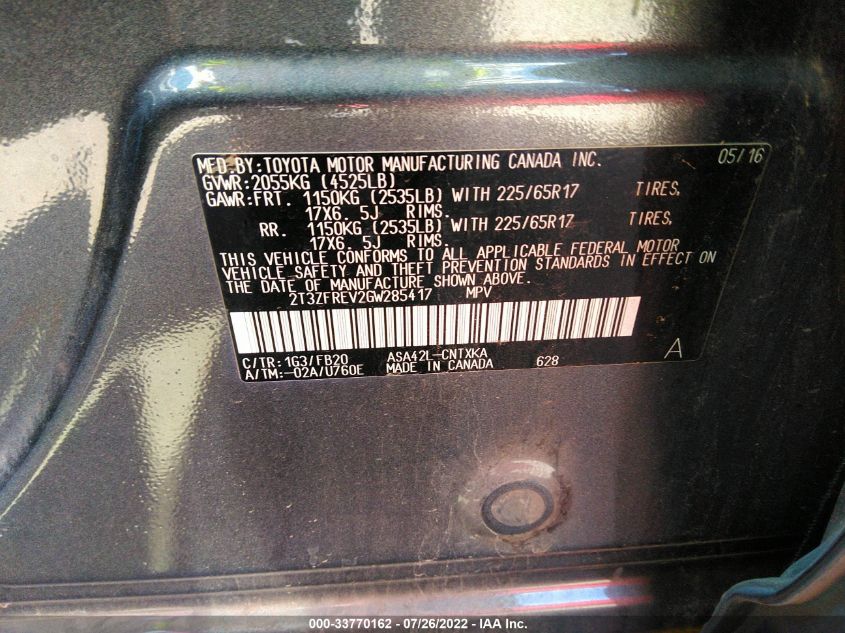 MFD.BY:TOYOTA MOTOR MANUFACTURING CANADA INC. 05/16
GVWR:2055KG (4525LB)
GAWR:FRT. 1150KG (2535LB) WITH 225/65R17 TIRES,
17X6. 5J RIMS.
RR. 1150KG (2535LB) WITH 225/65R17 TIRES,
17X6. 5J RIMS.
THIS VEHICLE CONFORMS TO ALL APPLICABLE FEDERAL MOTOR
VEHICLE SAFETY AND THEFT PREVENTION STANDARDS IN EFFECT ON
THE DATE OF MANUFACTURE SHOWN ABOVE.
2T3ZFREV2GW285417 MPV
C/TR:1G3/FB20 ASA42L-CNTXKA 628 A
A/TM:-02A/U760E MADE IN CANADA
000-33770162 - 07/26/2022 - IAA Inc.